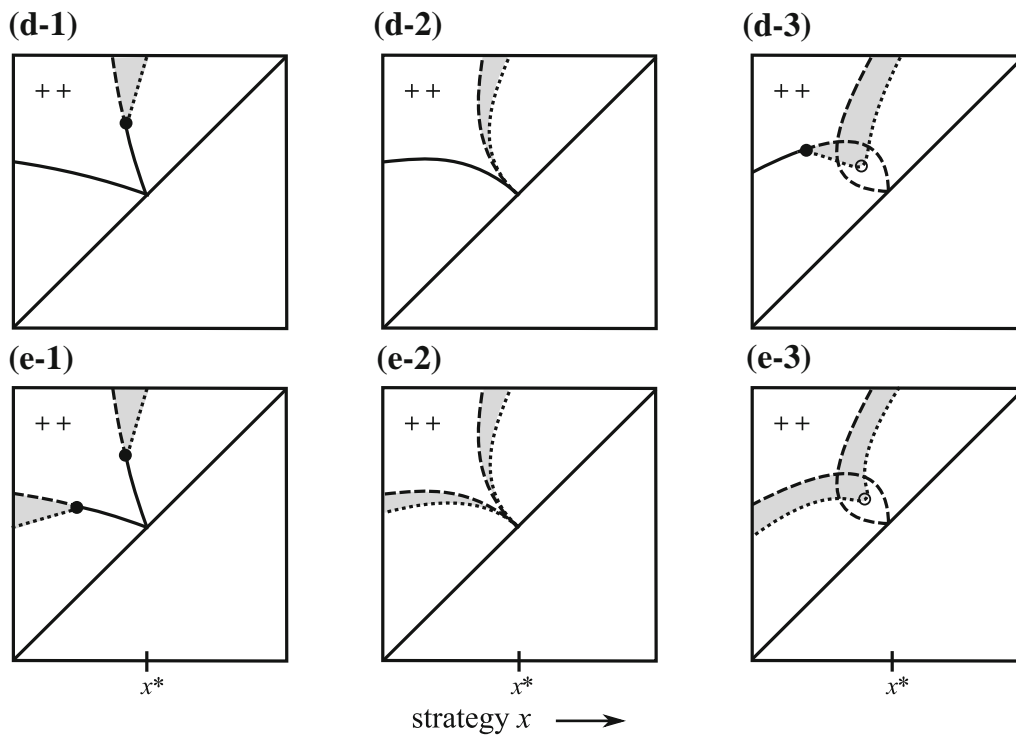 (d-1) (d-2) (d-3)
++ ++ ++
(e-1) (e-2) (e-3)
++ ++ ++
x* x* x*
strategy x